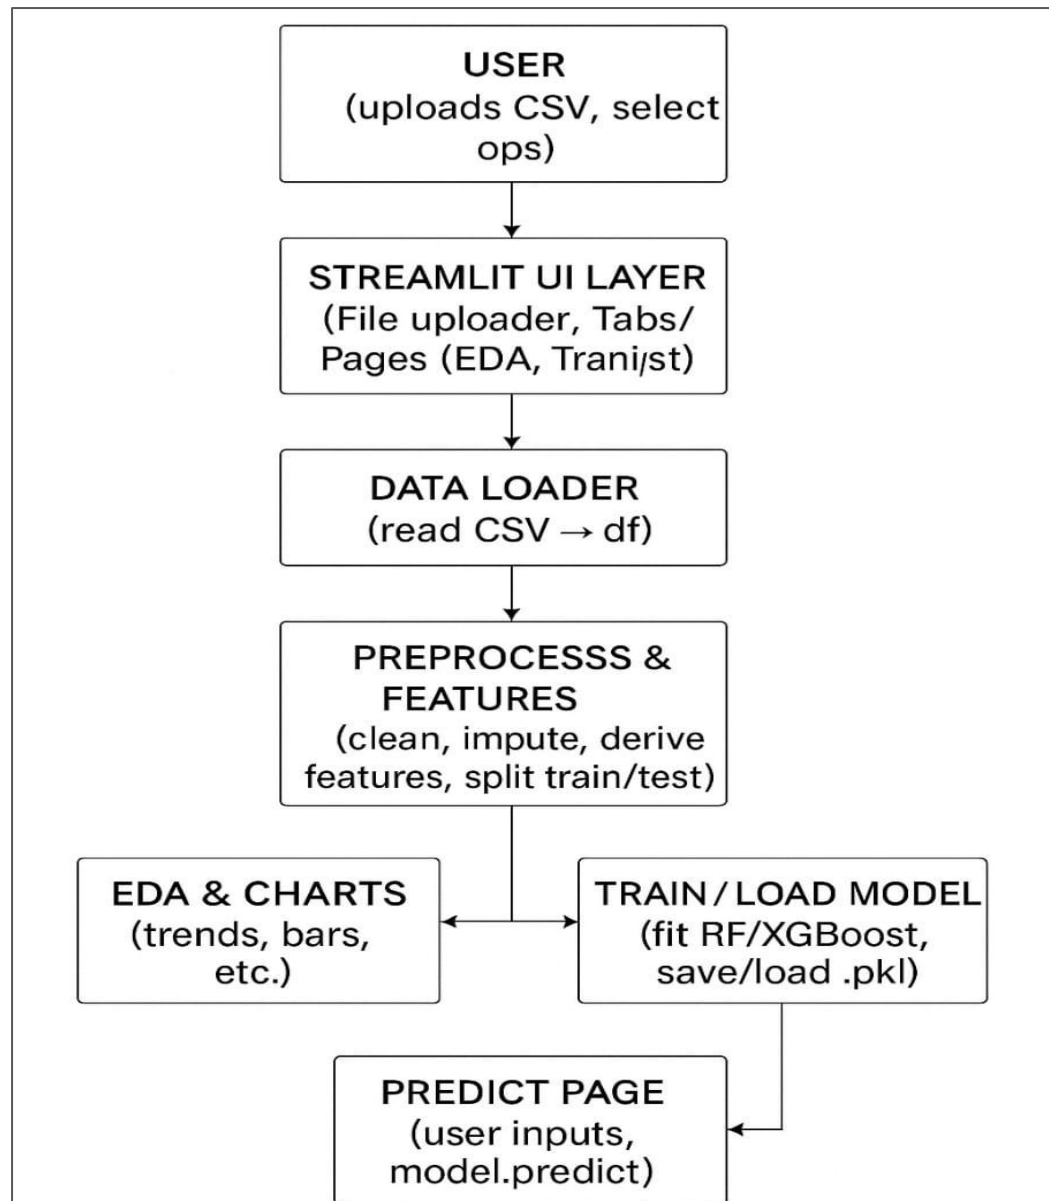 USER
(uploads CSV, select
ops)
STREAMLIT UI LAYER
(File uploader, Tabs/
Pages (EDA, Trani/st)
DATA LOADER
(read CSV → df)
PREPROCESSS &
FEATURES
(clean, impute, derive
features, split train/test)
EDA & CHARTS
(trends, bars,
etc.)
TRAIN / LOAD MODEL
(fit RF/XGBoost,
save/load .pkl)
PREDICT PAGE
(user inputs,
model.predict)